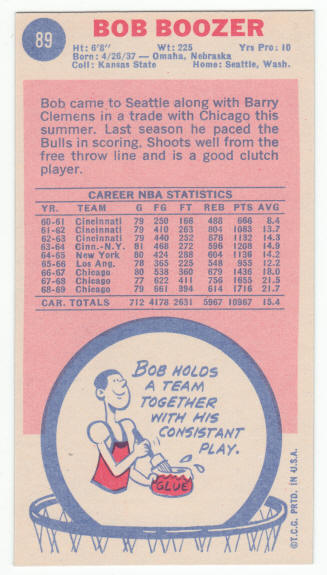 89
BOB BOOZER
Ht: 6'8" Wt: 225 Yrs Pro: 10
Born: 4/26/37 — Omaha, Nebraska
Coll: Kansas State Home: Seattle, Wash.
Bob came to Seattle along with Barry
Clemens in a trade with Chicago this
summer. Last season he paced the
Bulls in scoring. Shoots well from the
free throw line and is a good clutch
player.
CAREER NBA STATISTICS
YR. TEAM G FG FT REB PTS AVG
60-61 Cincinnati 79 250 166 488 666 8.4
61-62 Cincinnati 79 410 263 804 1083 13.7
62-63 Cincinnati 79 449 252 878 1142 14.3
63-64 Cinn.-N.Y. 81 468 272 596 1208 14.9
64-65 New York 80 424 288 604 1136 14.2
65-66 Los Ang. 78 365 225 548 955 12.2
66-67 Chicago 80 538 360 679 1436 18.0
67-68 Chicago 77 622 411 756 1655 21.5
68-69 Chicago 79 661 394 614 1716 21.7
CAR. TOTALS 712 4178 2631 5967 10967 15.4
BOB HOLDS
A TEAM
TOGETHER
WITH HIS
CONSISTANT
PLAY.
GLUE
©T.C.G. PRTD. IN U.S.A.